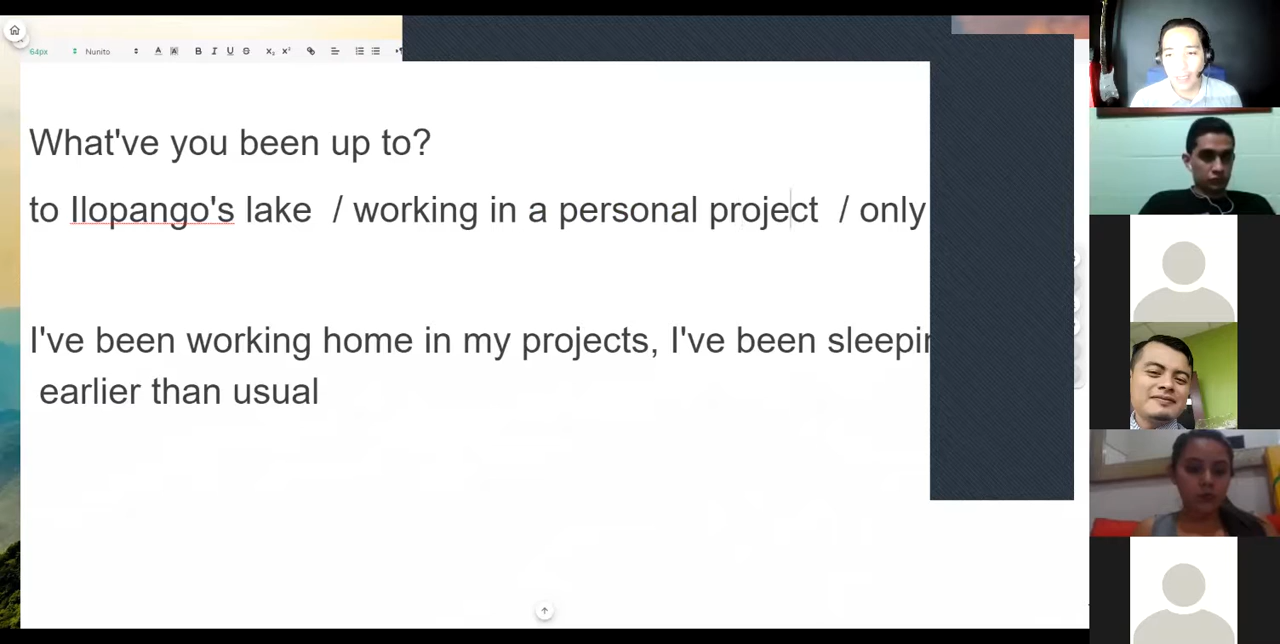 64px
Nunito
What've you been up to?
to Ilopango's lake / working in a personal project / only
I've been working home in my projects, I've been
earlier than usual